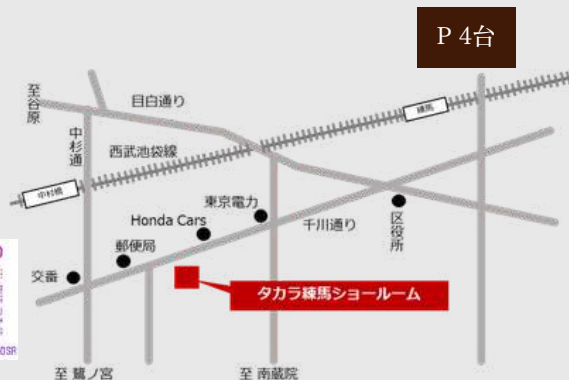 P 4台
至谷原
目白通り
練馬
中杉通
西武池袋線
中村橋
東京電力
Honda Cars
千川通り
区役所
郵便局
交番
タカラ練馬ショールーム
至 鷺ノ宮
至 南蔵院